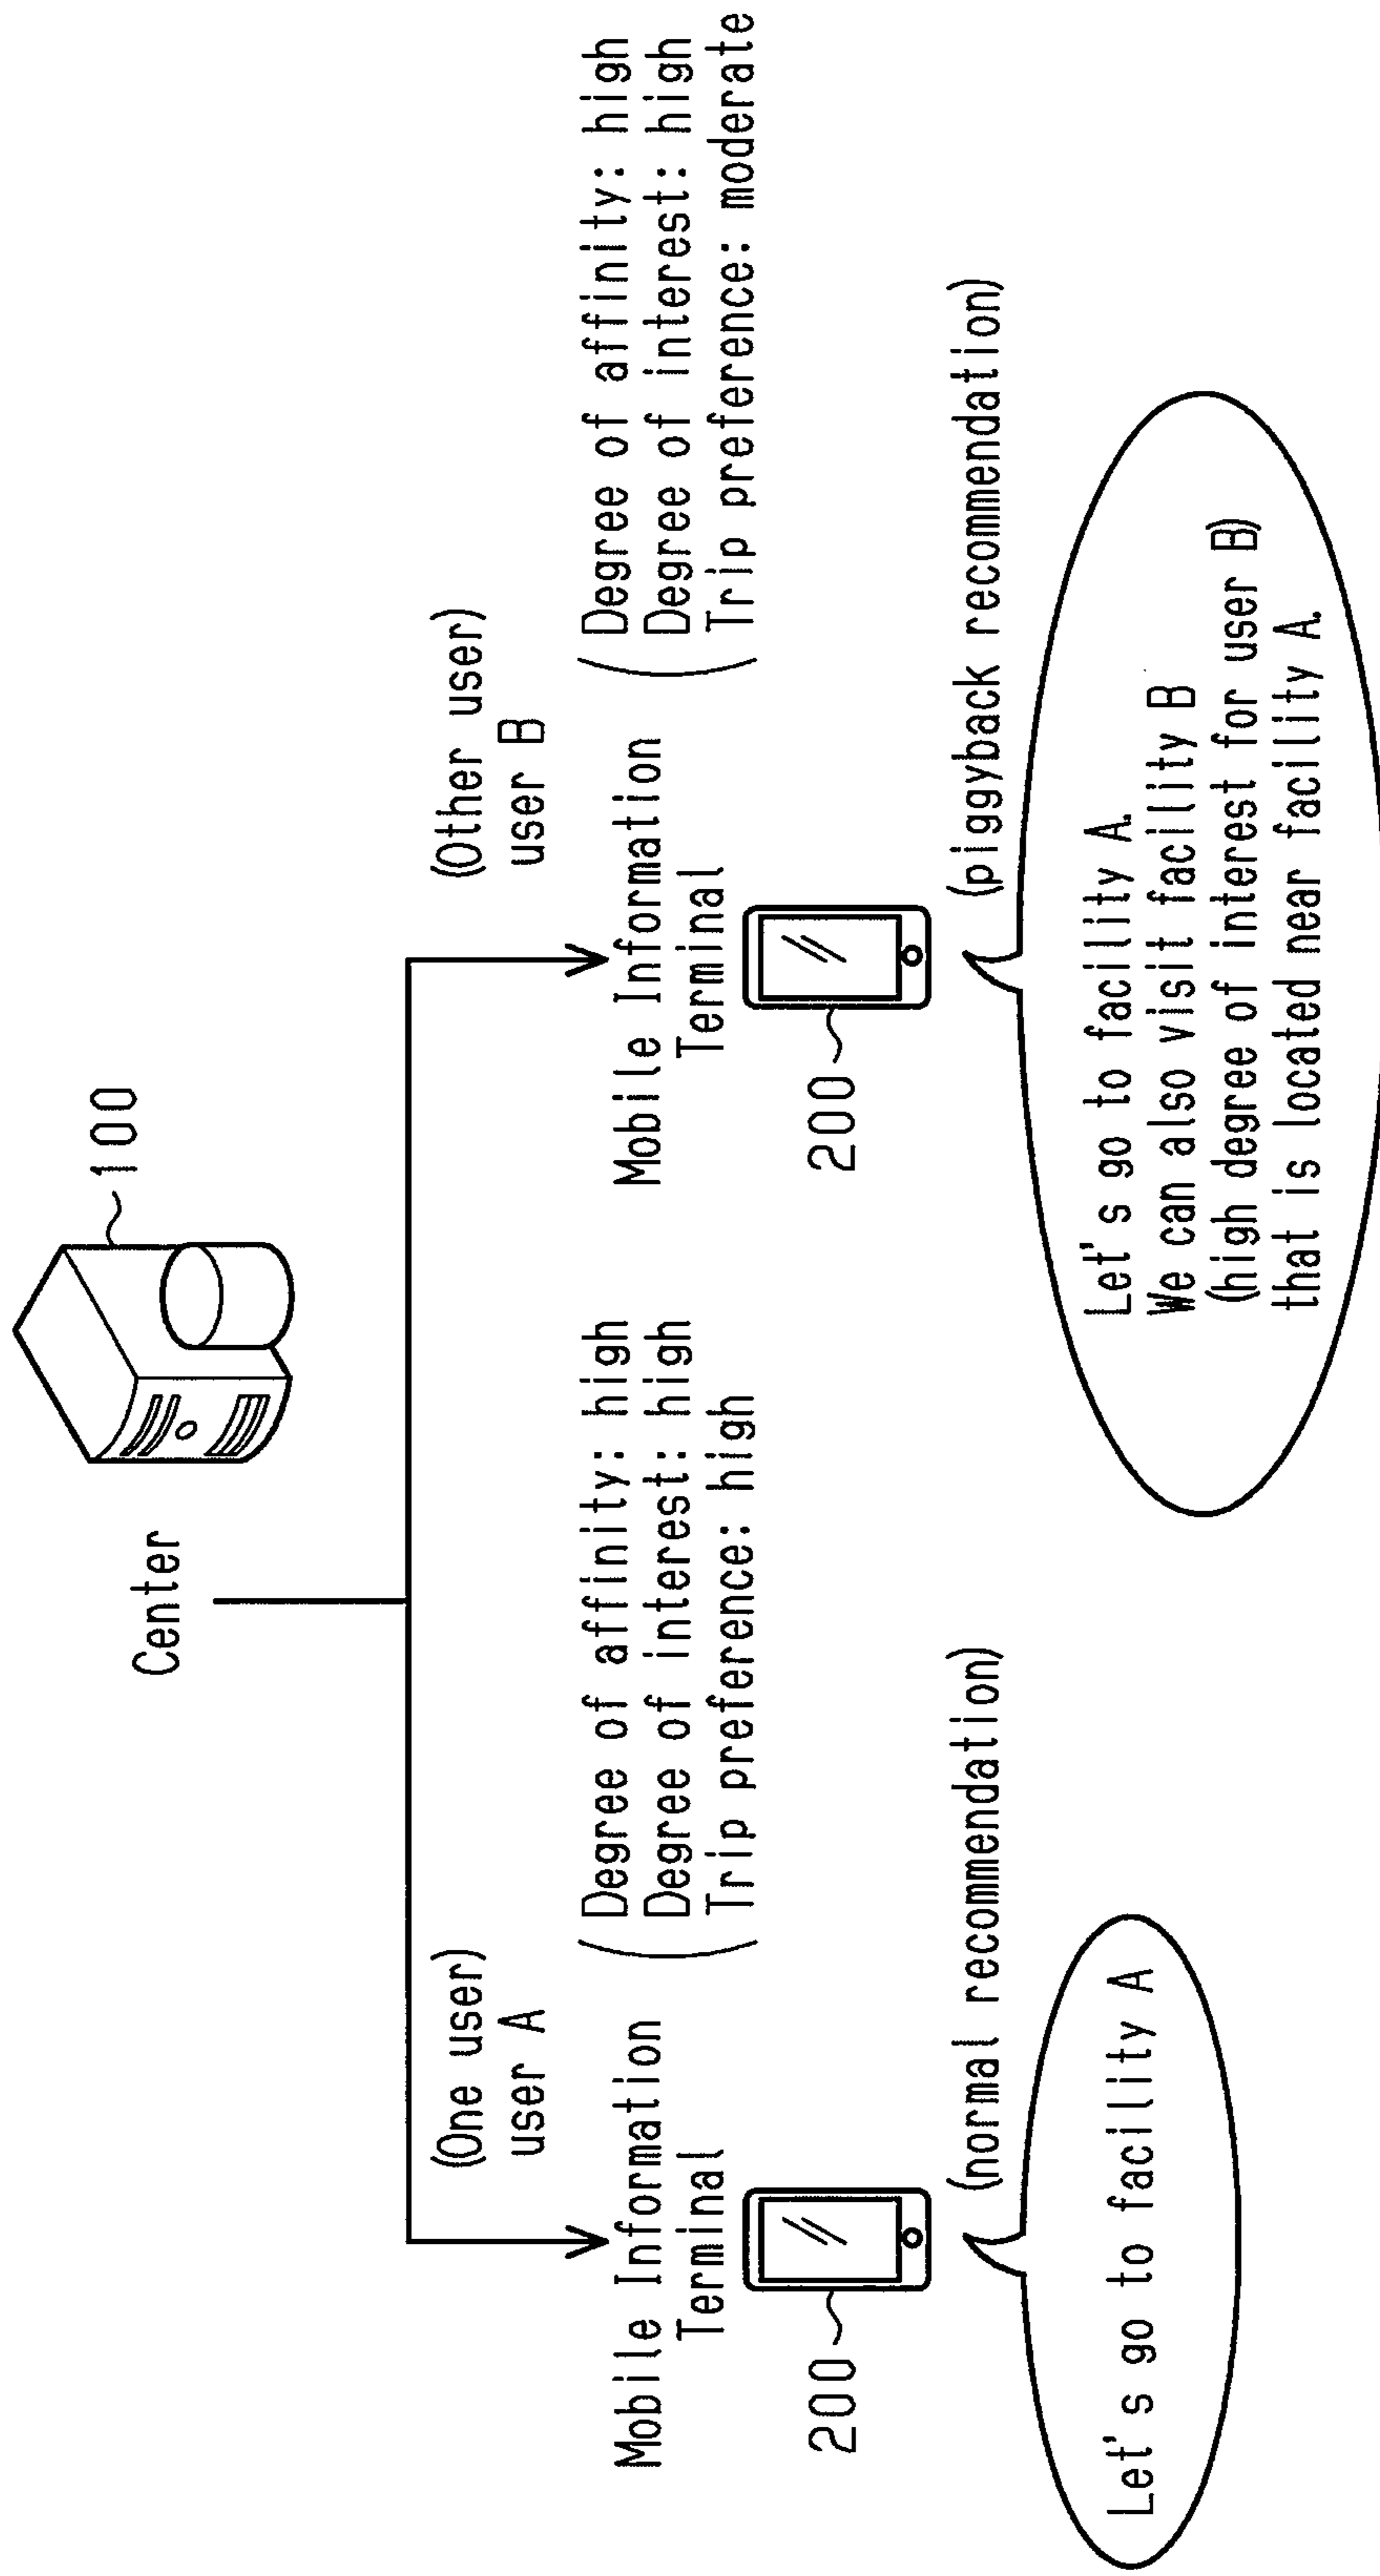 Center
100
(One user)
user A
Mobile Information
Terminal
(Degree of affinity: high
Degree of interest: high
Trip preference: high
200
(normal recommendation)
Let's go to facility A
(Other user)
user B
Mobile Information
Terminal
(Degree of affinity: high
Degree of interest: high
Trip preference: moderate
200
(piggyback recommendation)
Let's go to facility A.
We can also visit facility B
(high degree of interest for user B)
that is located near facility A.